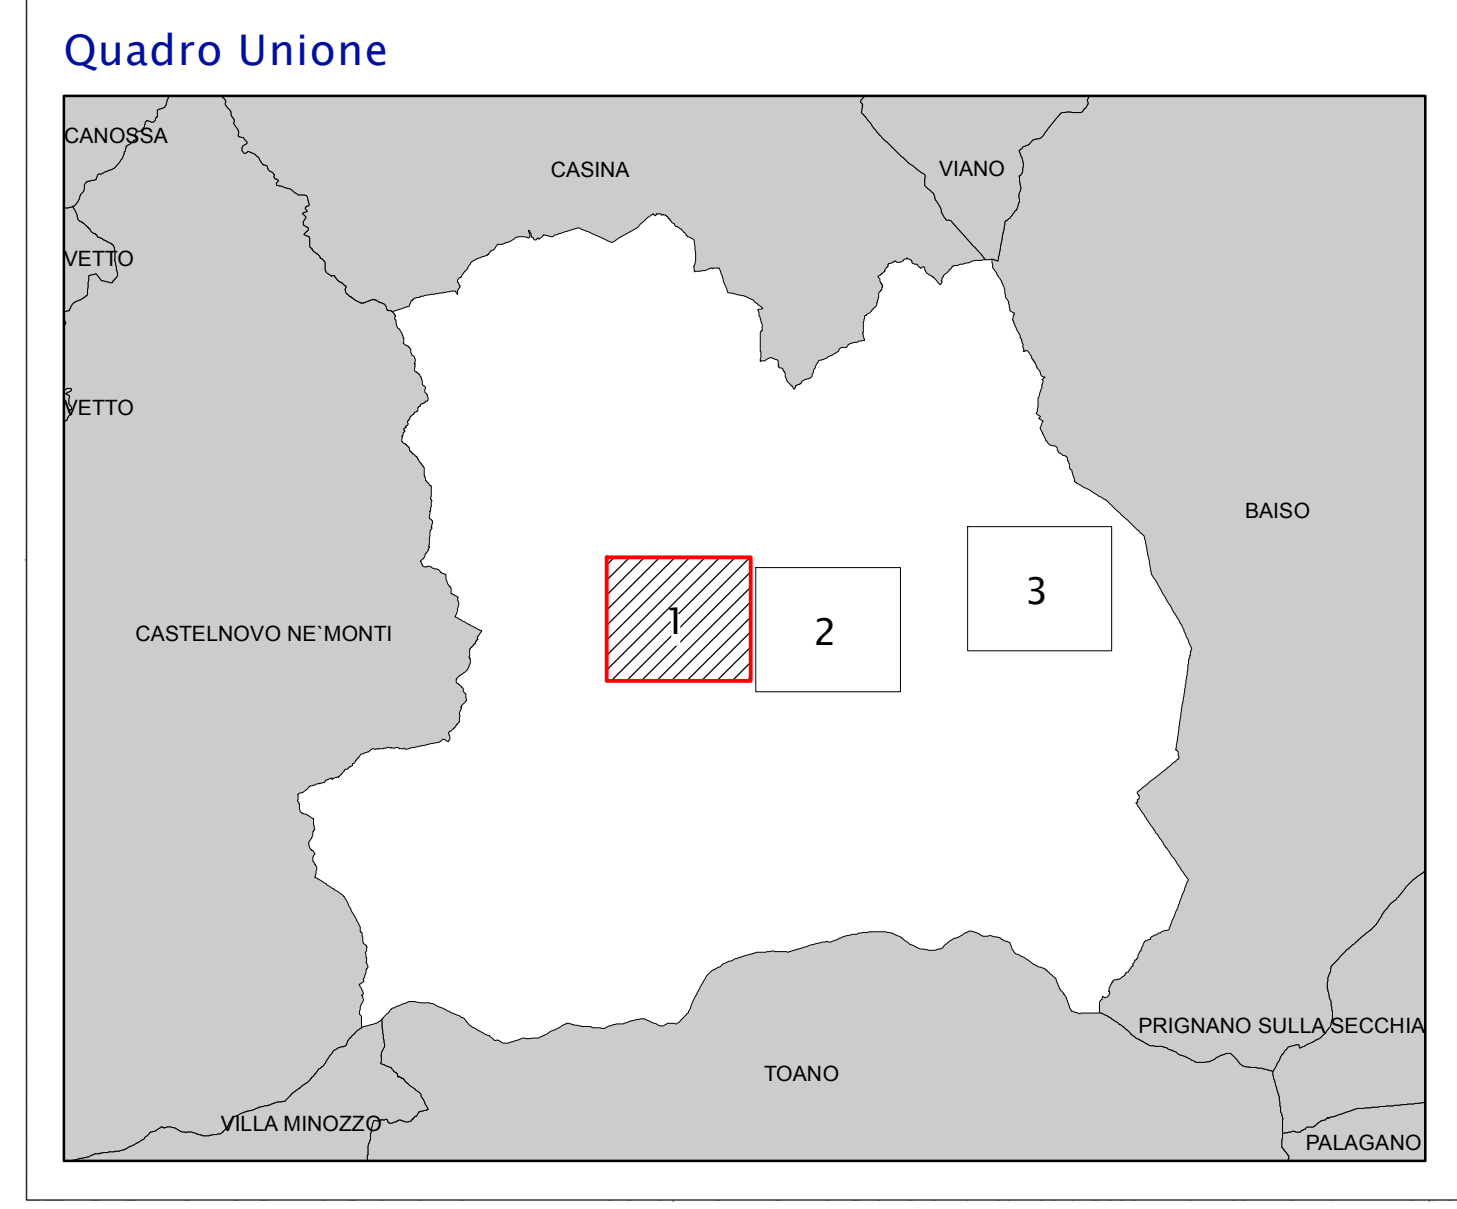 Quadro Unione
CANOSSA
CASINA
VIANO
VETTO
VETTO
BAISO
3
1
2
CASTELNOVO NE`MONTI
PRIGNANO SULLA SECCHIA
TOANO
VILLA MINOZZO
PALAGANO